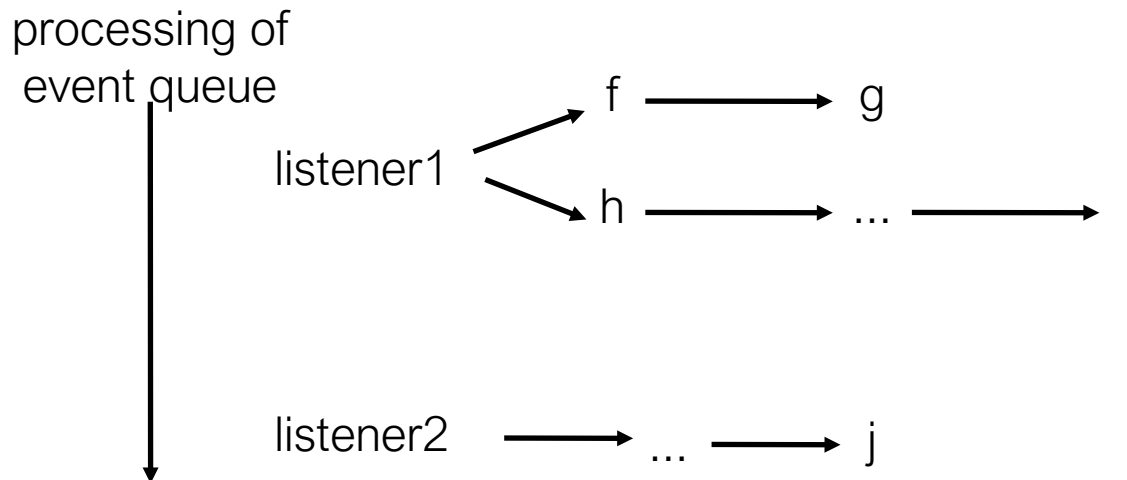 processing of
event queue
f
g
listener1
h
...
listener2
...
j